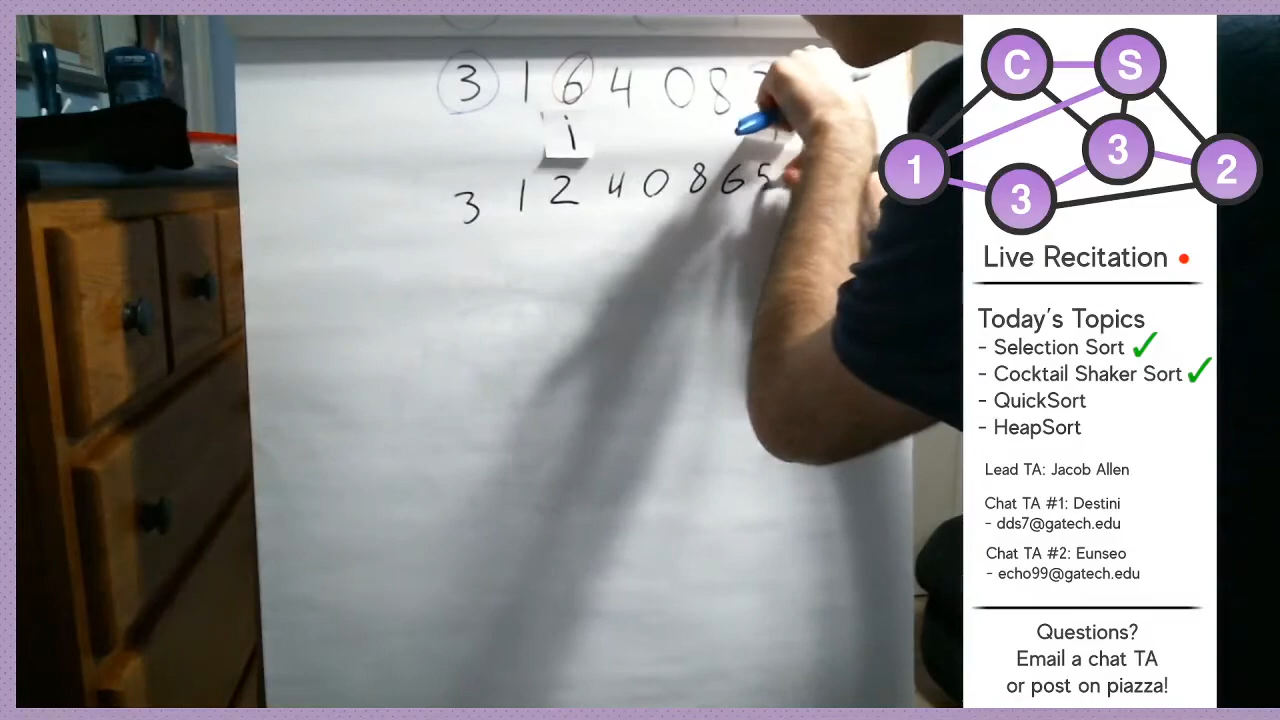 3 1 6 4 0 8
i
3 1 2 4 0 8 6 5
C S
1 3 3 2
Live Recitation
Today's Topics
- Selection Sort ✓
- Cocktail Shaker Sort ✓
- QuickSort
- HeapSort
Lead TA: Jacob Allen
Chat TA #1: Destini
- dds7@gatech.edu
Chat TA #2: Eunseo
- echo99@gatech.edu
Questions?
Email a chat TA
or post on piazza!